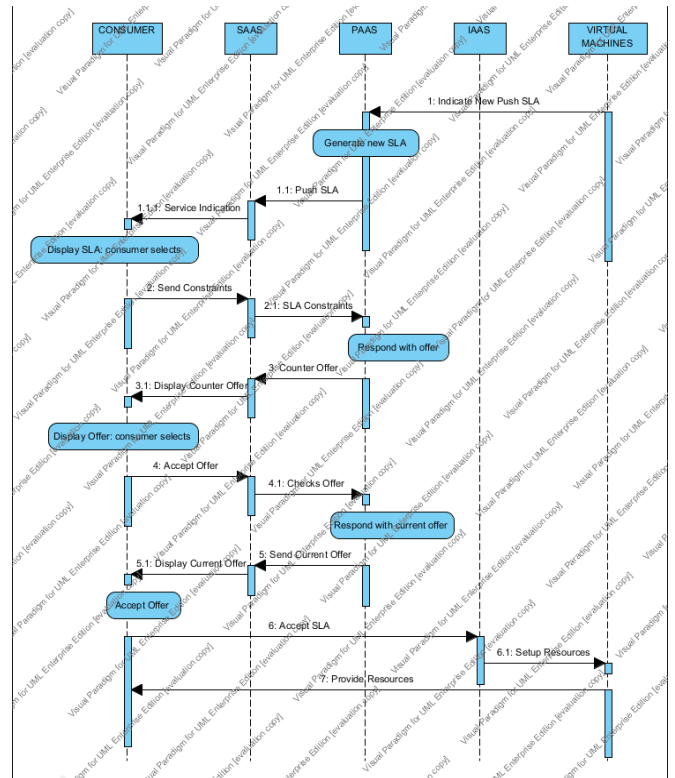 CONSUMER
SAAS
PAAS
IAAS
VIRTUAL
MACHINES
1: Indicate New Push SLA
Generate new SLA
1.1: Push SLA
1.1.1: Service Indication
Display SLA: consumer selects
2: Send Constraints
2.1: SLA Constraints
Respond with offer
3: Counter Offer
3.1: Display Counter Offer
Display Offer: consumer selects
4: Accept Offer
4.1: Checks Offer
Respond with current offer
5: Send Current Offer
5.1: Display Current Offer
Accept Offer
6: Accept SLA
6.1: Setup Resources
7: Provide Resources
Visual Paradigm for UML Enterprise Edition [evaluation copy]